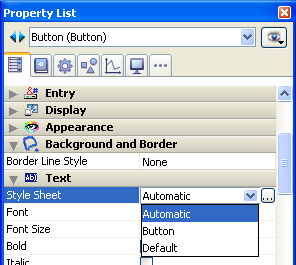 Property List
Button (Button)
Entry
Display
Appearance
Background and Border
Border Line Style None
Text
Style Sheet Automatic
Font Automatic
Font Size Button
Bold Default
Italic